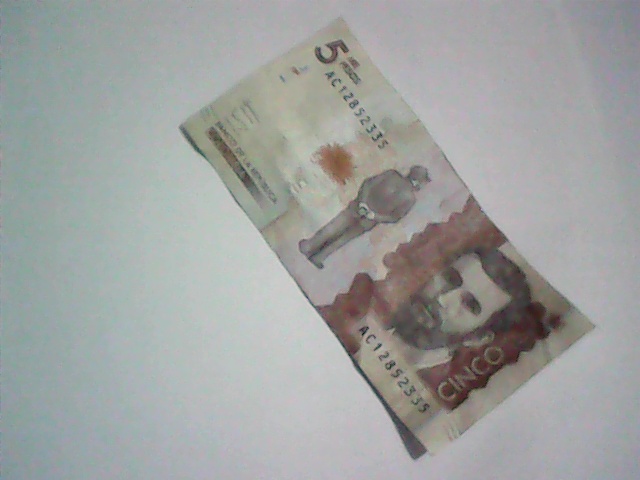 5 MIL
PESOS
AC12852335
BANCO DE LA REPÚBLICA
AC12852335
CINCO